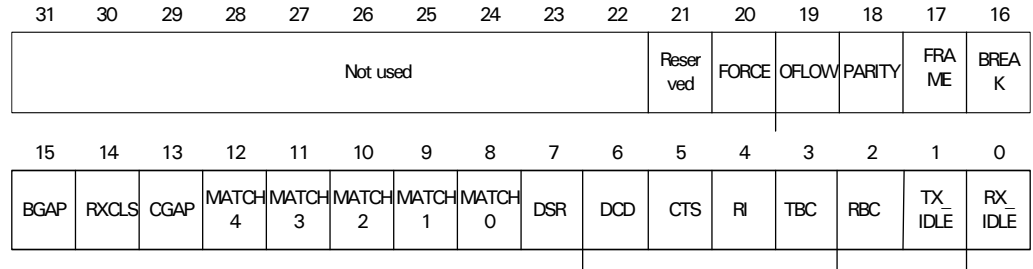 31 30 29 28 27 26 25 24 23 22 21 20 19 18 17 16
Not used Reser FORCE OFLOW PARITY FRA BREA
ved ME K
15 14 13 12 11 10 9 8 7 6 5 4 3 2 1 0
BGAP RXCLS CGAP MATCH MATCH MATCH MATCH MATCH DSR DCD CTS RI TBC RBC TX_ RX_
4 3 2 1 0 IDLE IDLE